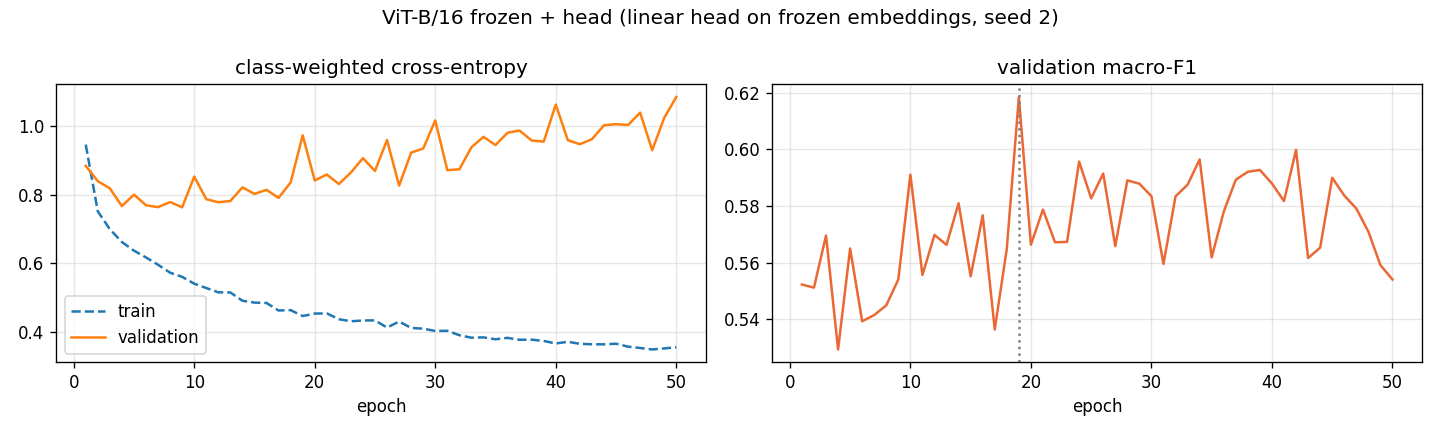 ViT-B/16 frozen + head (linear head on frozen embeddings, seed 2)
class-weighted cross-entropy
1.0
0.8
0.6
0.4
train
validation
0 10 20 30 40 50
epoch
validation macro-F1
0.62
0.60
0.58
0.56
0.54
0 10 20 30 40 50
epoch